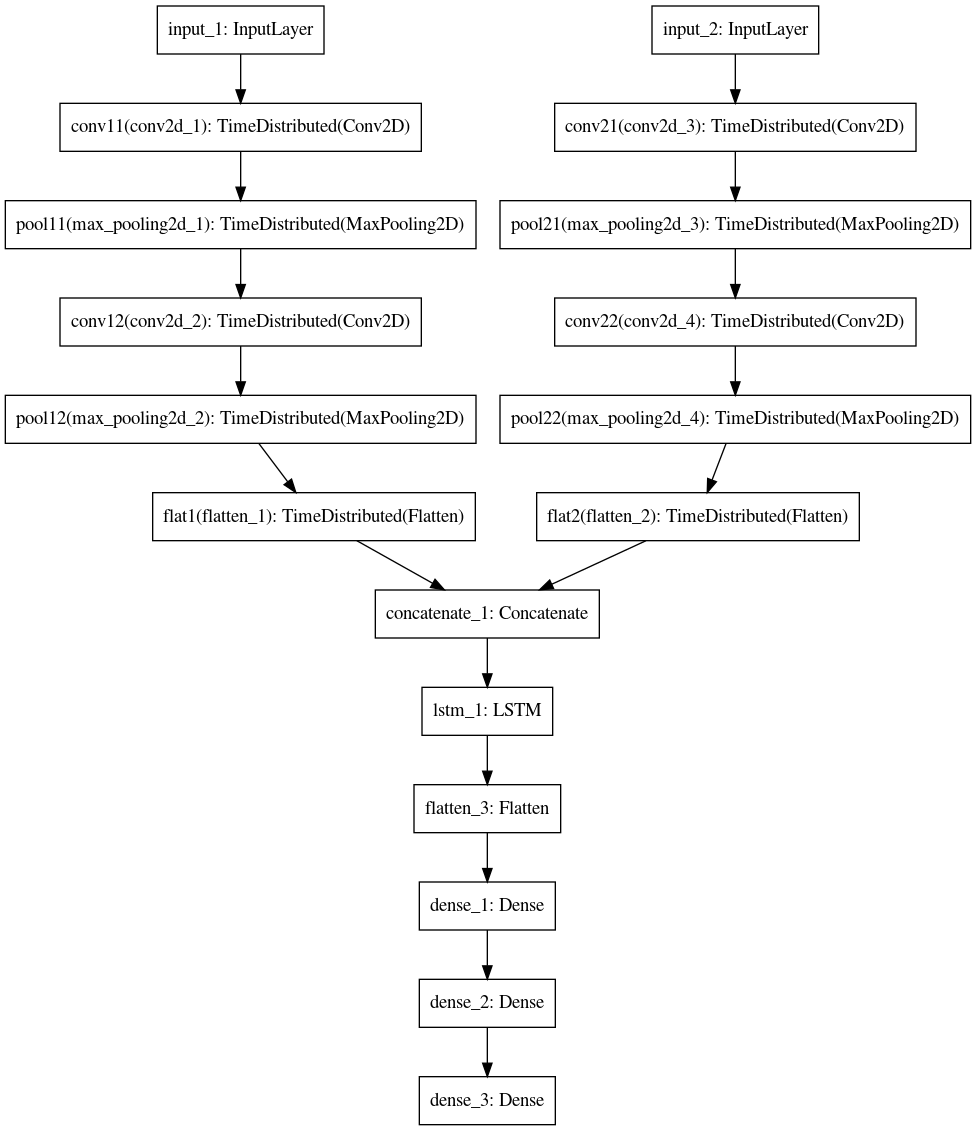 input_1: InputLayer
input_2: InputLayer
conv11(conv2d_1): TimeDistributed(Conv2D)
conv21(conv2d_3): TimeDistributed(Conv2D)
pool11(max_pooling2d_1): TimeDistributed(MaxPooling2D)
pool21(max_pooling2d_3): TimeDistributed(MaxPooling2D)
conv12(conv2d_2): TimeDistributed(Conv2D)
conv22(conv2d_4): TimeDistributed(Conv2D)
pool12(max_pooling2d_2): TimeDistributed(MaxPooling2D)
pool22(max_pooling2d_4): TimeDistributed(MaxPooling2D)
flat1(flatten_1): TimeDistributed(Flatten)
flat2(flatten_2): TimeDistributed(Flatten)
concatenate_1: Concatenate
lstm_1: LSTM
flatten_3: Flatten
dense_1: Dense
dense_2: Dense
dense_3: Dense